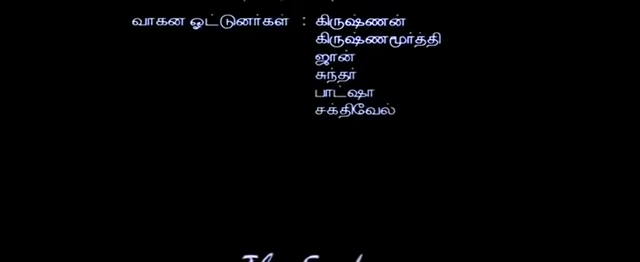 வாகன ஓட்டுனர்கள் : கிருஷ்ணன்
கிருஷ்ணமூர்த்தி
ஜான்
சுந்தர்
பாட்ஷா
சக்திவேல்